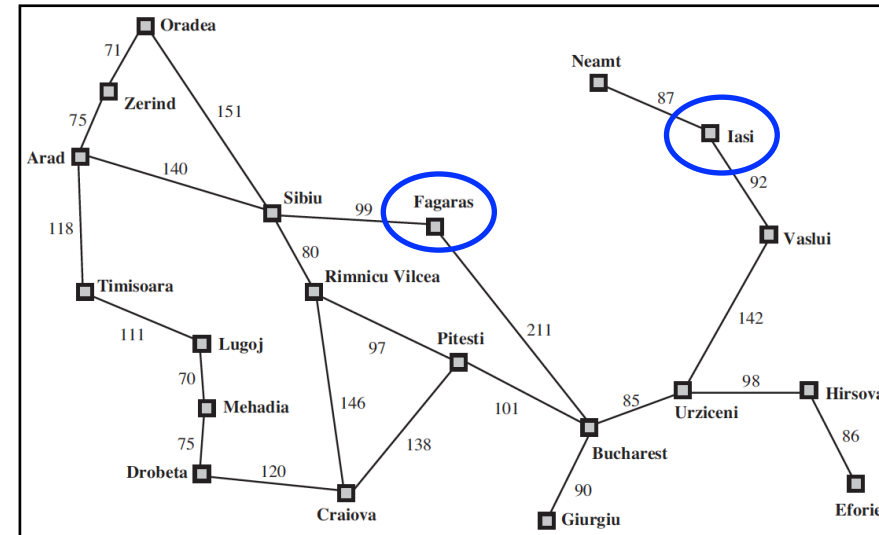 Oradea
71
Neamt
Zerind
87
151
75
Iasi
Arad
140
92
Sibiu
Fagaras
99
118
Vaslui
80
Timisoara
Rimnicu Vilcea
142
111
Lugoj
Pitesti
211
97
70
98
Hirsova
146
Mehadia
101
85
Urziceni
138
86
75
Bucharest
Drobeta
120
90
Craiova
Giurgiu
Eforie